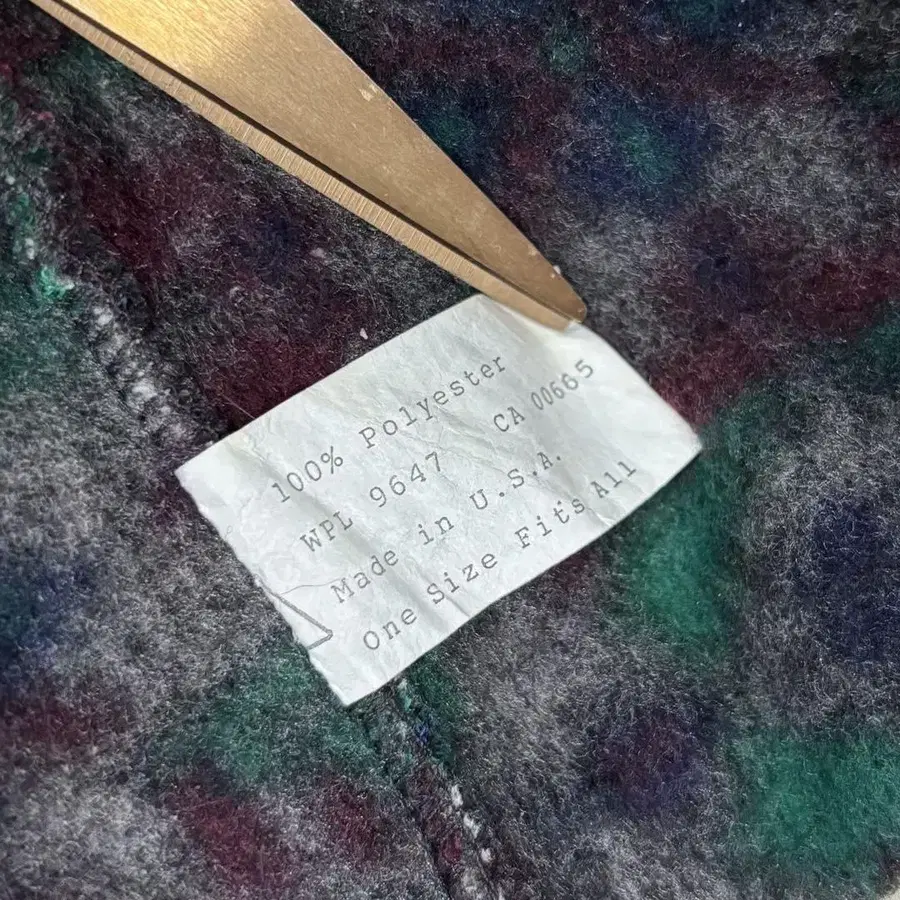 100% Polyester
WPL 9647 CA 00665
Made in U.S.A.
One Size Fits All